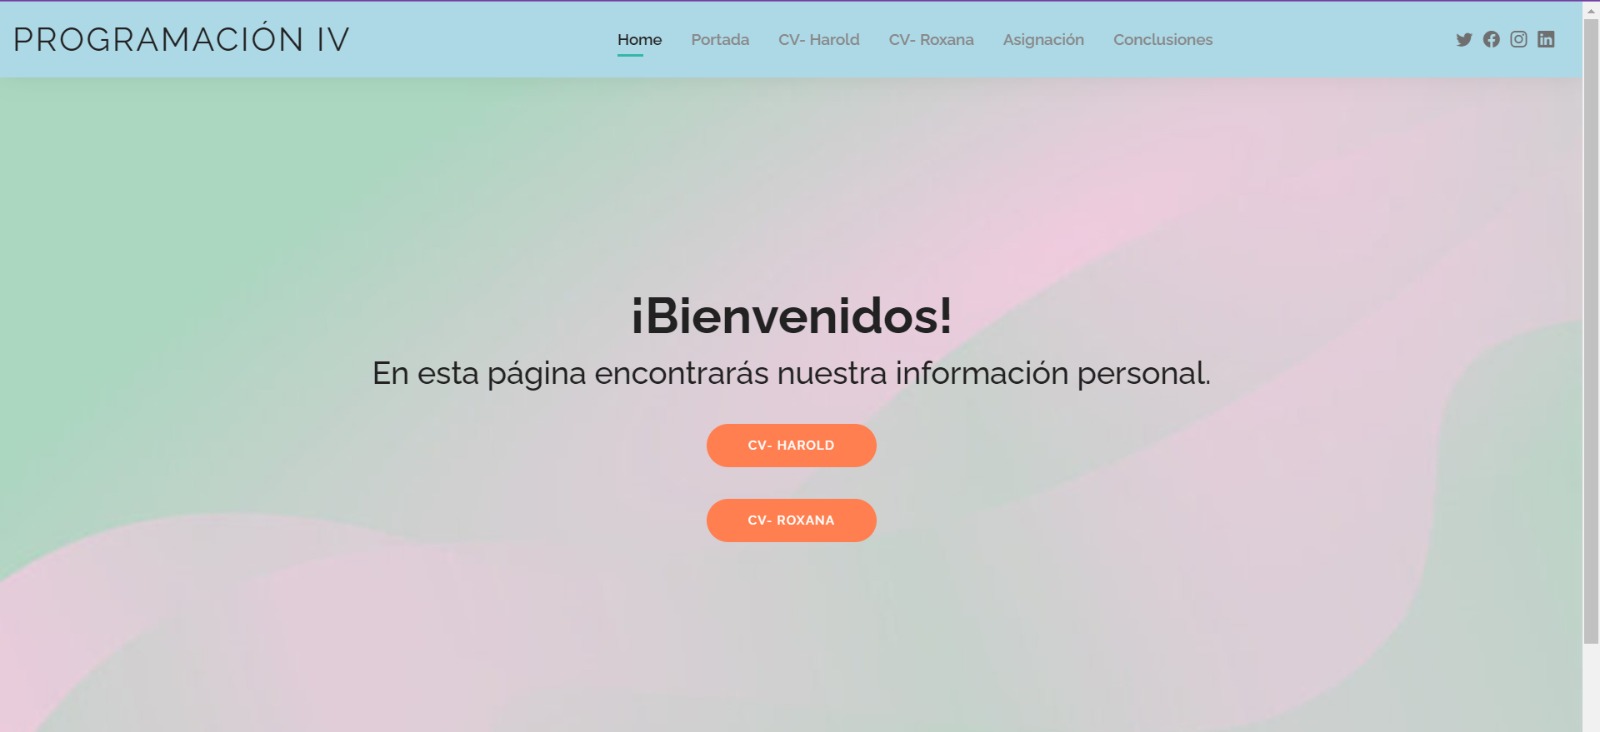 PROGRAMACIÓN IV
Home Portada CV- Harold CV- Roxana Asignación Conclusiones
¡Bienvenidos!
En esta página encontrarás nuestra información personal.
CV- HAROLD
CV- ROXANA